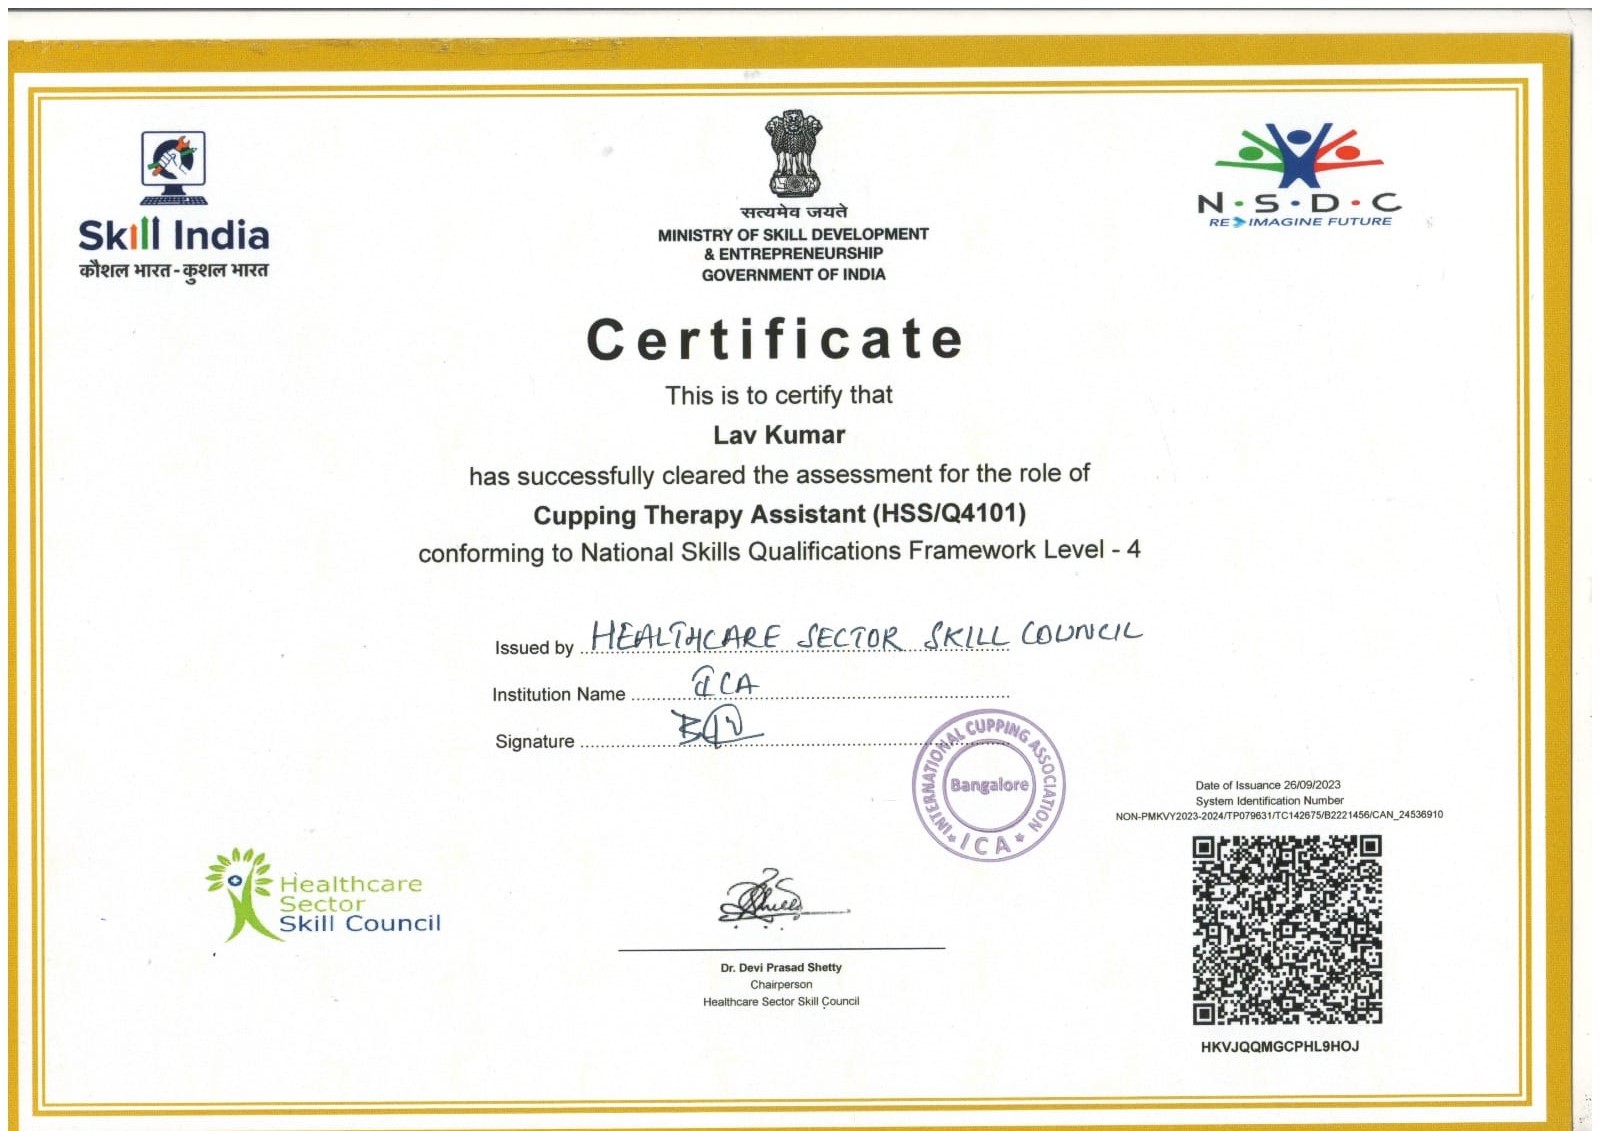 Skill India
कौशल भारत - कुशल भारत
सत्यमेव जयते
MINISTRY OF SKILL DEVELOPMENT
& ENTREPRENEURSHIP
GOVERNMENT OF INDIA
N·S·D·C
RE IMAGINE FUTURE
Certificate
This is to certify that
Lav Kumar
has successfully cleared the assessment for the role of
Cupping Therapy Assistant (HSS/Q4101)
conforming to National Skills Qualifications Framework Level - 4
Issued by HEALTHCARE SECTOR SKILL COUNCIL
Institution Name ICA
Signature
INTERNATIONAL CUPPING ASSOCIATION
Bangalore
* ICA *
Date of Issuance 26/09/2023
System Identification Number
NON-PMKVY2023-2024/TP079631/TC142675/B2221456/CAN_24536910
HKVJQQMGCPHL9HOJ
Healthcare
Sector
Skill Council
Dr. Devi Prasad Shetty
Chairperson
Healthcare Sector Skill Council